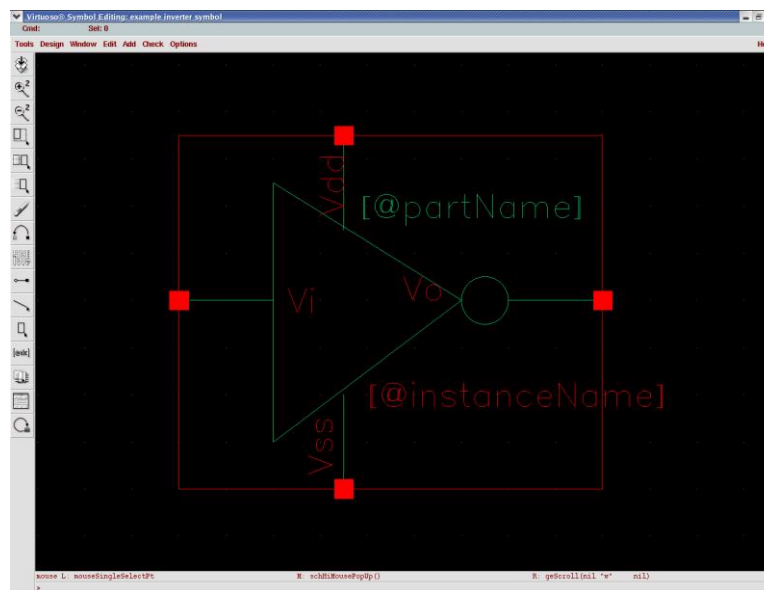 Virtuoso® Symbol Editing: example inverter symbol
Cmd: Sel: 0
Tools Design Window Edit Add Check Options
Vdd
[@partName]
Vi
Vo
[@instanceName]
Vss
mouse L: mouseSingleSelectPt M: schHiMousePopUp() R: geScroll(nil "w" nil)
>